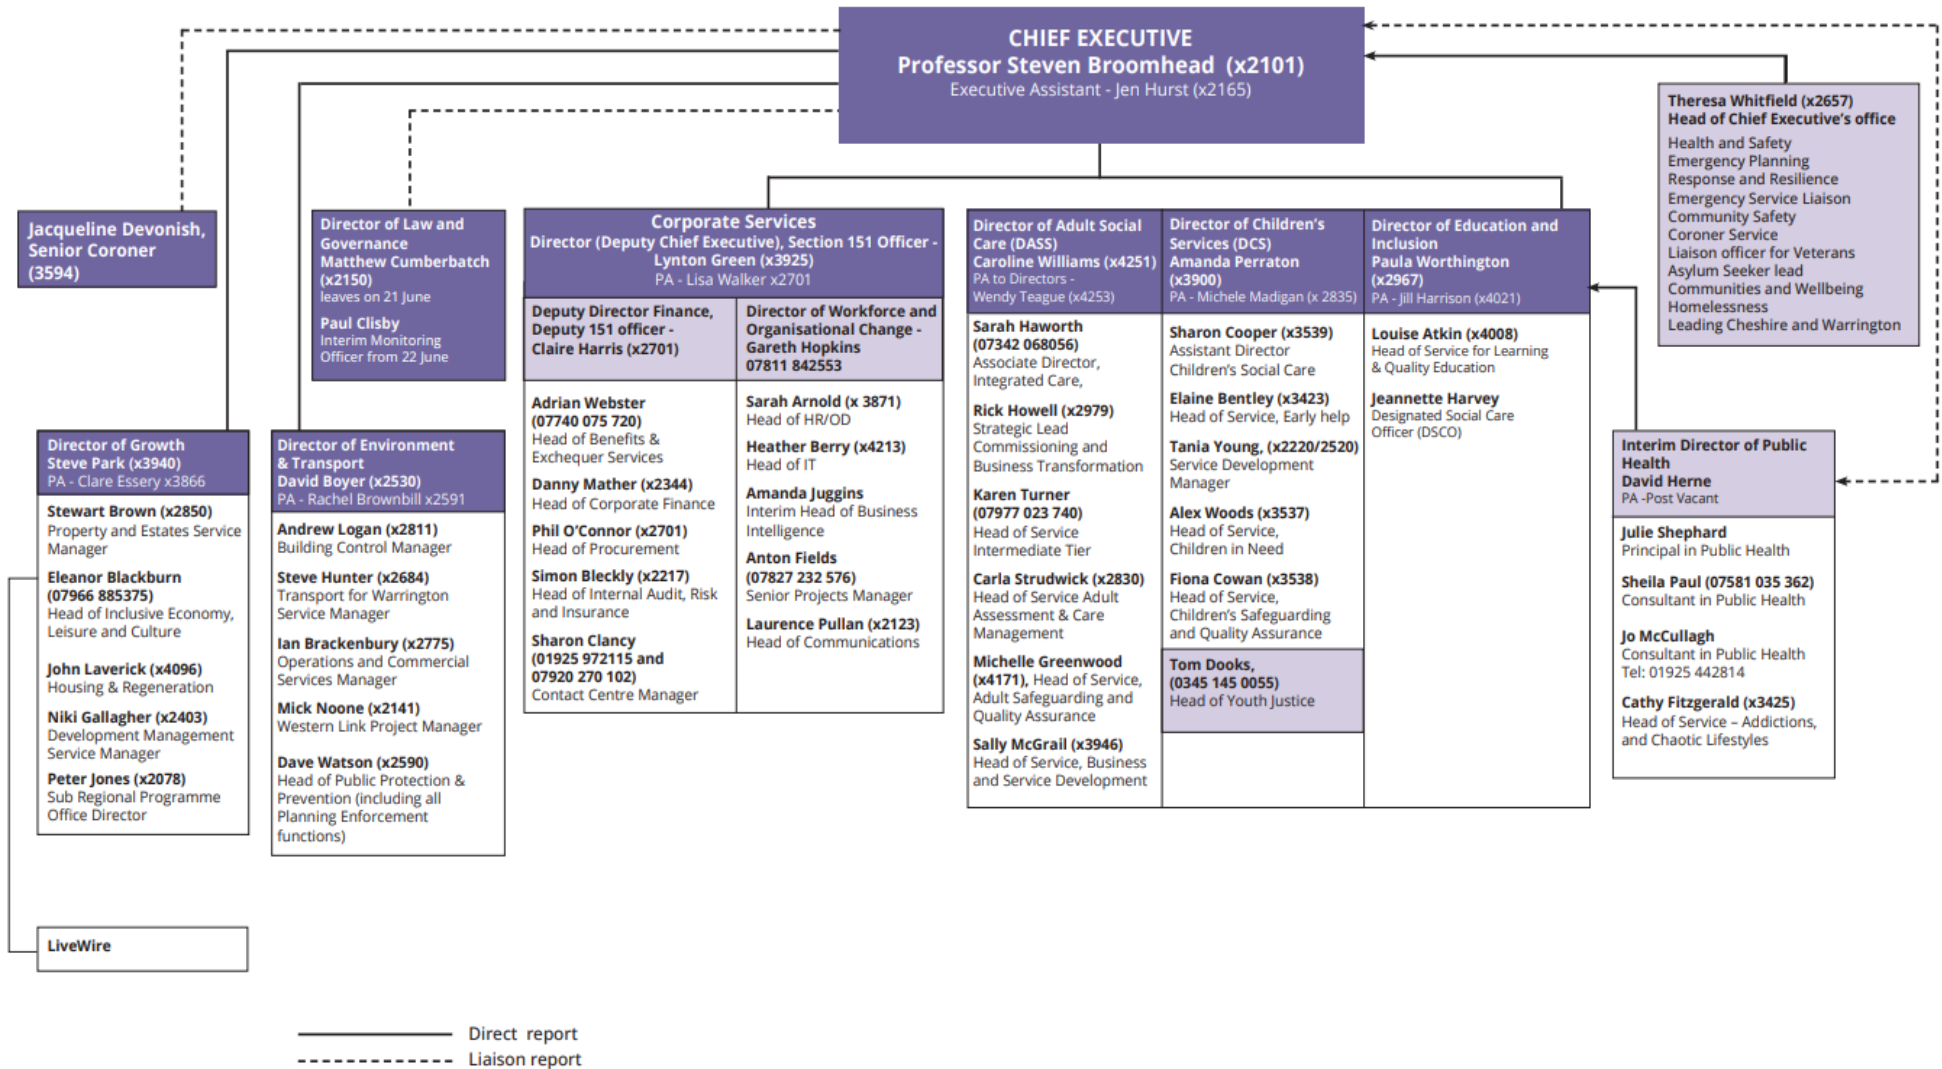 CHIEF EXECUTIVE
Professor Steven Broomhead (x2101)
Executive Assistant - Jen Hurst (x2165)
Theresa Whitfield (x2657)
Head of Chief Executive's office
Health and Safety
Emergency Planning
Response and Resilience
Emergency Service Liaison
Community Safety
Coroner Service
Liaison officer for Veterans
Asylum Seeker lead
Communities and Wellbeing
Homelessness
Leading Cheshire and Warrington
Jacqueline Devonish,
Senior Coroner
(3594)
Director of Law and
Governance
Matthew Cumberbatch
(x2150)
leaves on 21 June
Paul Clisby
Interim Monitoring
Officer from 22 June
Corporate Services
Director (Deputy Chief Executive), Section 151 Officer -
Lynton Green (x3925)
PA - Lisa Walker x2701
Deputy Director Finance,
Deputy 151 officer -
Claire Harris (x2701)
Adrian Webster
(07740 075 720)
Head of Benefits &
Exchequer Services
Danny Mather (x2344)
Head of Corporate Finance
Phil O'Connor (x2701)
Head of Procurement
Simon Bleckly (x2217)
Head of Internal Audit, Risk
and Insurance
Sharon Clancy
(01925 972115 and
07920 270 102)
Contact Centre Manager
Director of Workforce and
Organisational Change -
Gareth Hopkins
07811 842553
Sarah Arnold (x 3871)
Head of HR/OD
Heather Berry (x4213)
Head of IT
Amanda Juggins
Interim Head of Business
Intelligence
Anton Fields
(07827 232 576)
Senior Projects Manager
Laurence Pullan (x2123)
Head of Communications
Director of Adult Social
Care (DASS)
Caroline Williams (x4251)
PA to Directors -
Wendy Teague (x4253)
Sarah Haworth
(07342 068056)
Associate Director,
Integrated Care,
Rick Howell (x2979)
Strategic Lead
Commissioning and
Business Transformation
Karen Turner
(07977 023 740)
Head of Service
Intermediate Tier
Carla Strudwick (x2830)
Head of Service Adult
Assessment & Care
Management
Michelle Greenwood
(x4171), Head of Service,
Adult Safeguarding and
Quality Assurance
Sally McGrail (x3946)
Head of Service, Business
and Service Development
Director of Children's
Services (DCS)
Amanda Perraton
(x3900)
PA - Michele Madigan (x 2835)
Sharon Cooper (x3539)
Assistant Director
Children's Social Care
Elaine Bentley (x3423)
Head of Service, Early help
Tania Young, (x2220/2520)
Service Development
Manager
Alex Woods (x3537)
Head of Service,
Children in Need
Fiona Cowan (x3538)
Head of Service,
Children's Safeguarding
and Quality Assurance
Tom Dooks,
(0345 145 0055)
Head of Youth Justice
Director of Education and
Inclusion
Paula Worthington
(x2967)
PA - Jill Harrison (x4021)
Louise Atkin (x4008)
Head of Service for Learning
& Quality Education
Jeannette Harvey
Designated Social Care
Officer (DSCO)
Director of Growth
Steve Park (x3940)
PA - Clare Essery x3866
Stewart Brown (x2850)
Property and Estates Service
Manager
Eleanor Blackburn
(07966 885375)
Head of Inclusive Economy,
Leisure and Culture
John Laverick (x4096)
Housing & Regeneration
Niki Gallagher (x2403)
Development Management
Service Manager
Peter Jones (x2078)
Sub Regional Programme
Office Director
Director of Environment
& Transport
David Boyer (x2530)
PA - Rachel Brownbill x2591
Andrew Logan (x2811)
Building Control Manager
Steve Hunter (x2684)
Transport for Warrington
Service Manager
Ian Brackenbury (x2775)
Operations and Commercial
Services Manager
Mick Noone (x2141)
Western Link Project Manager
Dave Watson (x2590)
Head of Public Protection &
Prevention (including all
Planning Enforcement
functions)
Interim Director of Public
Health
David Herne
PA -Post Vacant
Julie Shephard
Principal in Public Health
Sheila Paul (07581 035 362)
Consultant in Public Health
Jo McCullagh
Consultant in Public Health
Tel: 01925 442814
Cathy Fitzgerald (x3425)
Head of Service – Addictions,
and Chaotic Lifestyles
LiveWire
Direct report
Liaison report